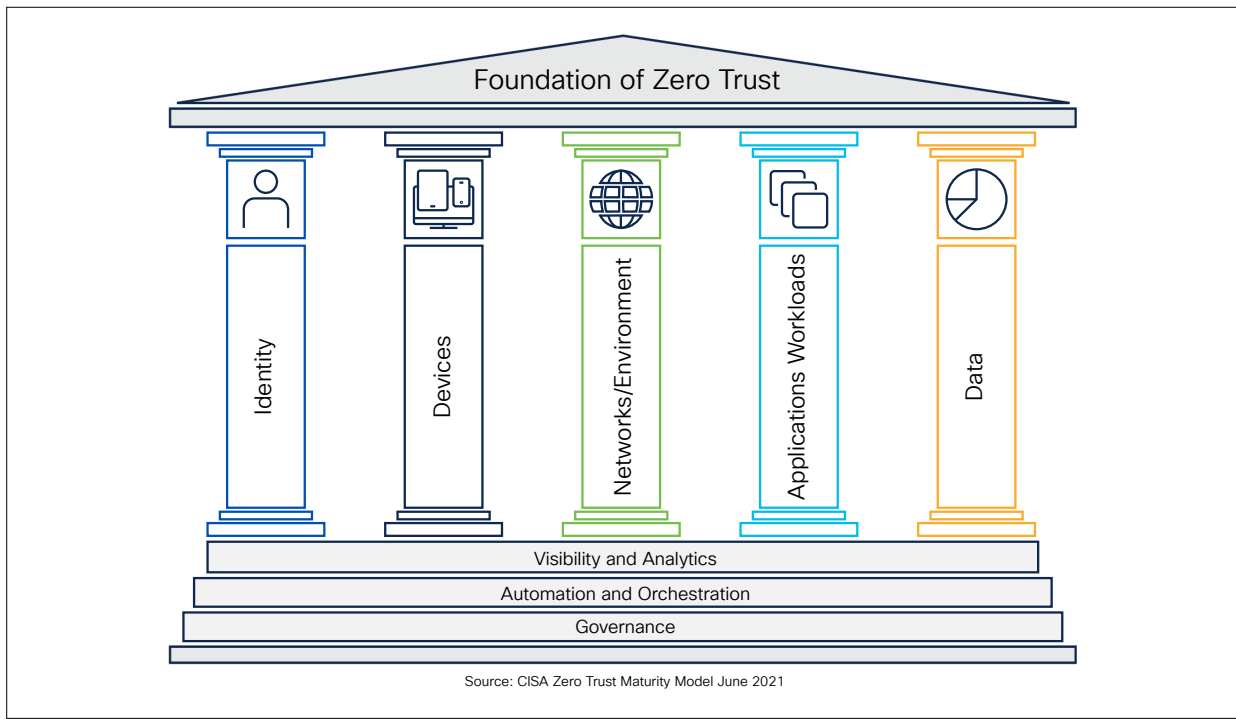 Foundation of Zero Trust
Identity
Devices
Networks/Environment
Applications Workloads
Data
Visibility and Analytics
Automation and Orchestration
Governance
Source: CISA Zero Trust Maturity Model June 2021